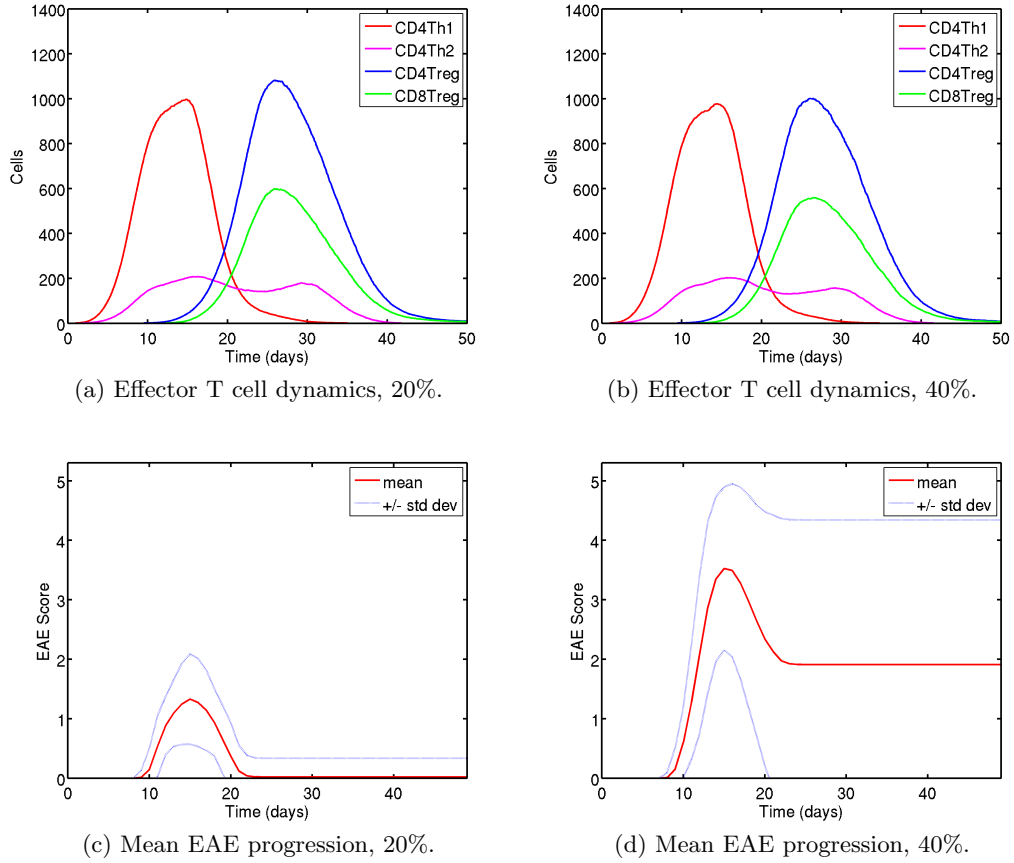 1400
1200
1000
800
600
400
200
0
Cells
CD4Th1
CD4Th2
CD4Treg
CD8Treg
0 10 20 30 40 50
Time (days)
(a) Effector T cell dynamics, 20%.
1400
1200
1000
800
600
400
200
0
Cells
CD4Th1
CD4Th2
CD4Treg
CD8Treg
0 10 20 30 40 50
Time (days)
(b) Effector T cell dynamics, 40%.
5
4
3
2
1
0
EAE Score
mean
+/- std dev
0 10 20 30 40
Time (days)
(c) Mean EAE progression, 20%.
5
4
3
2
1
0
EAE Score
mean
+/- std dev
0 10 20 30 40
Time (days)
(d) Mean EAE progression, 40%.